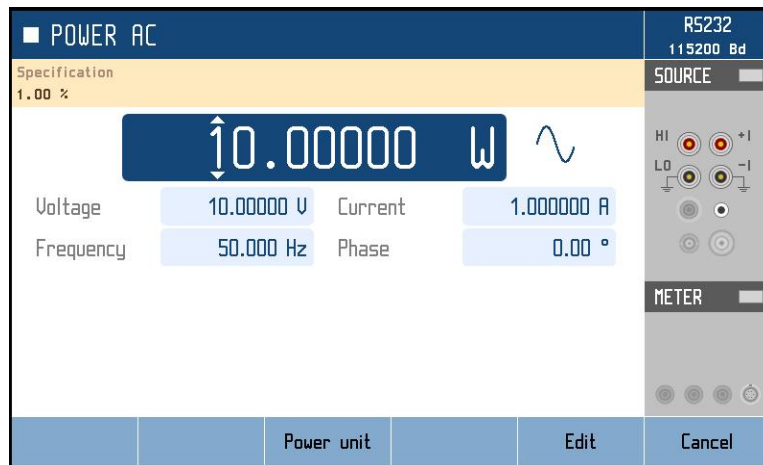 POWER AC
RS232
115200 Bd
Specification
1.00 %
SOURCE
10.00000 W
HI +I
LO -I
Voltage 10.00000 V Current 1.000000 A
Frequency 50.000 Hz Phase 0.00 °
METER
Power unit Edit Cancel